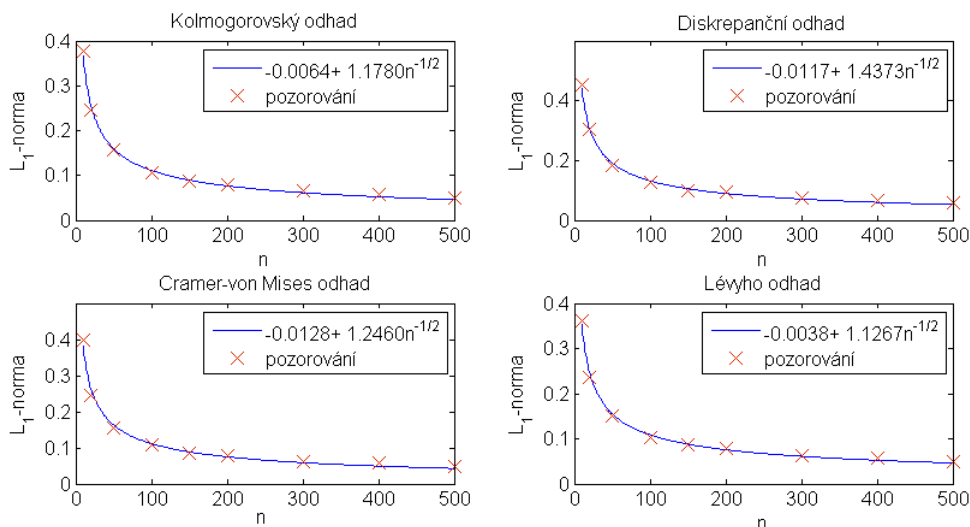 Kolmogorovský odhad
0.4
0.3
0.2
0.1
0
L1-norma
-0.0064+ 1.1780n^-1/2
pozorování
0 100 200 300 400 500
n
Diskrepanční odhad
0.4
0.2
0
L1-norma
-0.0117+ 1.4373n^-1/2
pozorování
0 100 200 300 400 500
n
Cramer-von Mises odhad
0.4
0.3
0.2
0.1
0
L1-norma
-0.0128+ 1.2460n^-1/2
pozorování
0 100 200 300 400 500
n
Lévyho odhad
0.4
0.3
0.2
0.1
0
L1-norma
-0.0038+ 1.1267n^-1/2
pozorování
0 100 200 300 400 500
n